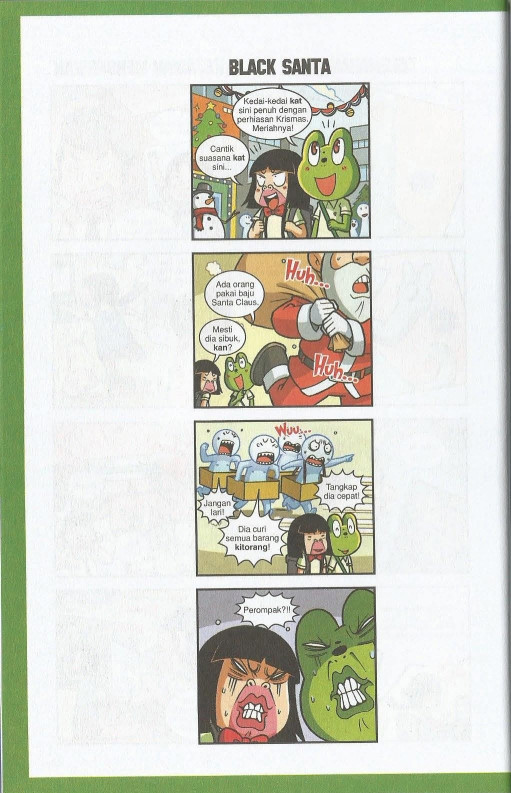 BLACK SANTA
Kedai-kedai kat
sini penuh dengan
perhiasan Krismas.
Meriahnya!
Cantik
suasana kat
sini...
Ada orang
pakai baju
Santa Claus.
Huh...
Mesti
dia sibuk,
kan?
Huh...
Wuu...
Jangan
lari!
Tangkap
dia cepat!
Dia curi
semua barang
kitorang!
Perompak?!!